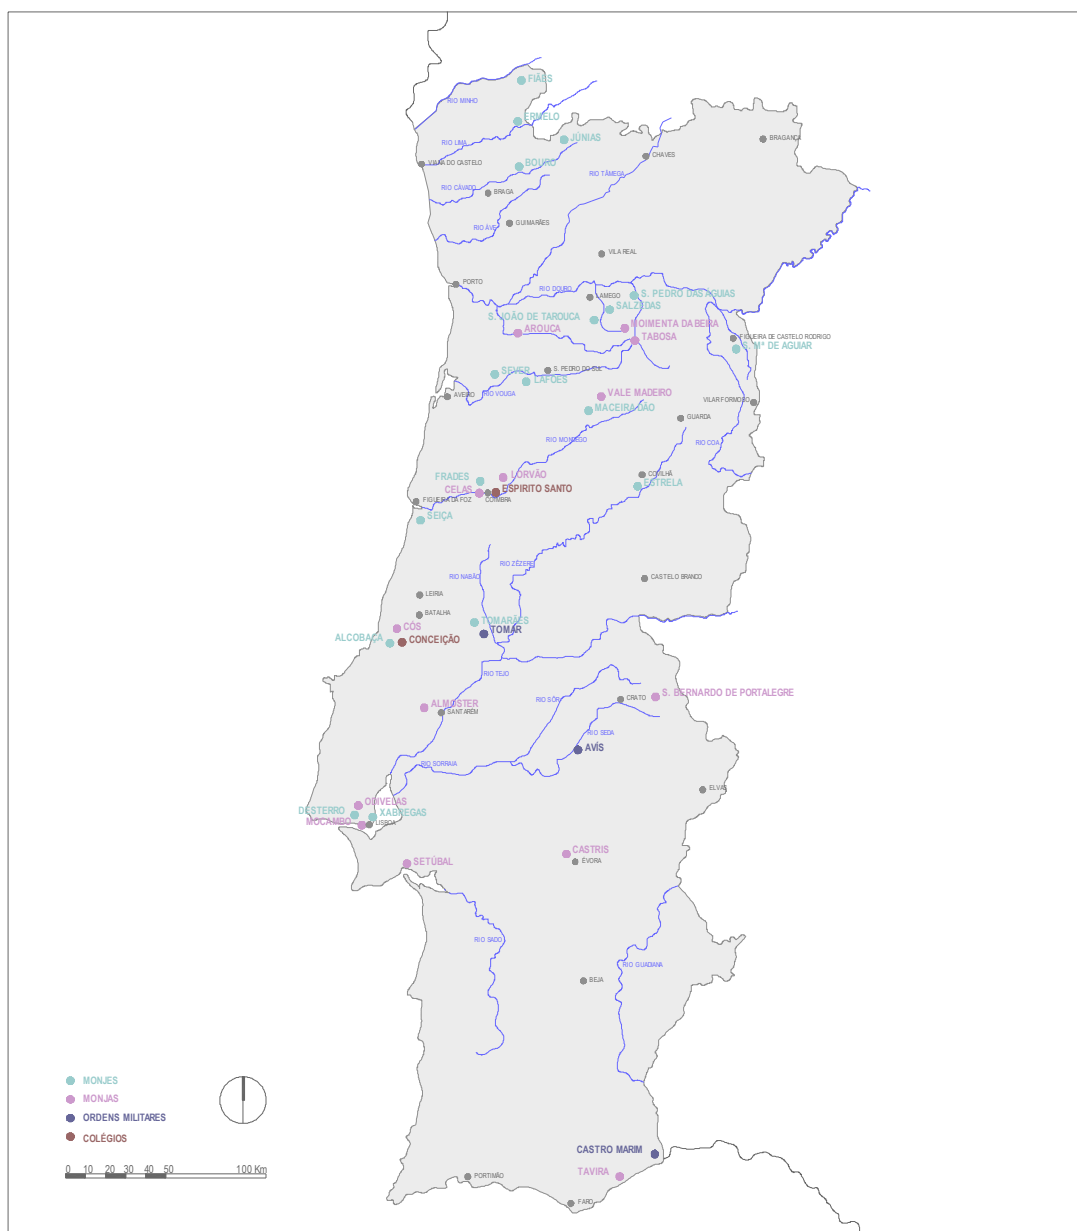 FIÃES
RIO MINHO
ERMELO
JÚNIAS
BRAGANÇA
RIO LIMA
CHAVES
VIANA DO CASTELO
BOURO
RIO TÂMEGA
RIO CÁVADO
BRAGA
GUIMARÃES
RIO AVE
VILA REAL
PORTO
RIO DOURO
LAMEGO
S. PEDRO DAS ÁGUIAS
SALZEDAS
S. JOÃO DE TAROUCA
MOIMENTA DA BEIRA
AROUCA
TABOSA
FIGUEIRA DE CASTELO RODRIGO
S. Mª DE AGUIAR
SEVER
S. PEDRO DO SUL
LAFÕES
AVEIRO
RIO VOUGA
VALE MADEIRO
MACEIRA DÃO
VILAR FORMOSO
GUARDA
RIO MONDEGO
RIO COA
FRADES
LORVÃO
COVILHÃ
CELAS
ESPIRITO SANTO
ESTRELA
FIGUEIRA DA FOZ
COIMBRA
SEIÇA
RIO ZÊZERE
RIO NABÃO
CASTELO BRANCO
LEIRIA
BATALHA
TOMARÃES
CÓS
TOMAR
ALCOBAÇA
CONCEIÇÃO
RIO TEJO
S. BERNARDO DE PORTALEGRE
RIO SÔR
CRATO
ALMOSTER
SANTARÉM
RIO SEDA
AVÍS
RIO SORRAIA
ELVAS
ODIVELAS
DESTERRO
XABREGAS
MOCAMBO
LISBOA
CASTRIS
SETÚBAL
ÉVORA
RIO SADO
RIO GUADIANA
BEJA
MONJES
MONJAS
ORDENS MILITARES
COLÉGIOS
CASTRO MARIM
0 10 20 30 40 50 100 Km
PORTIMÃO
TAVIRA
FARO